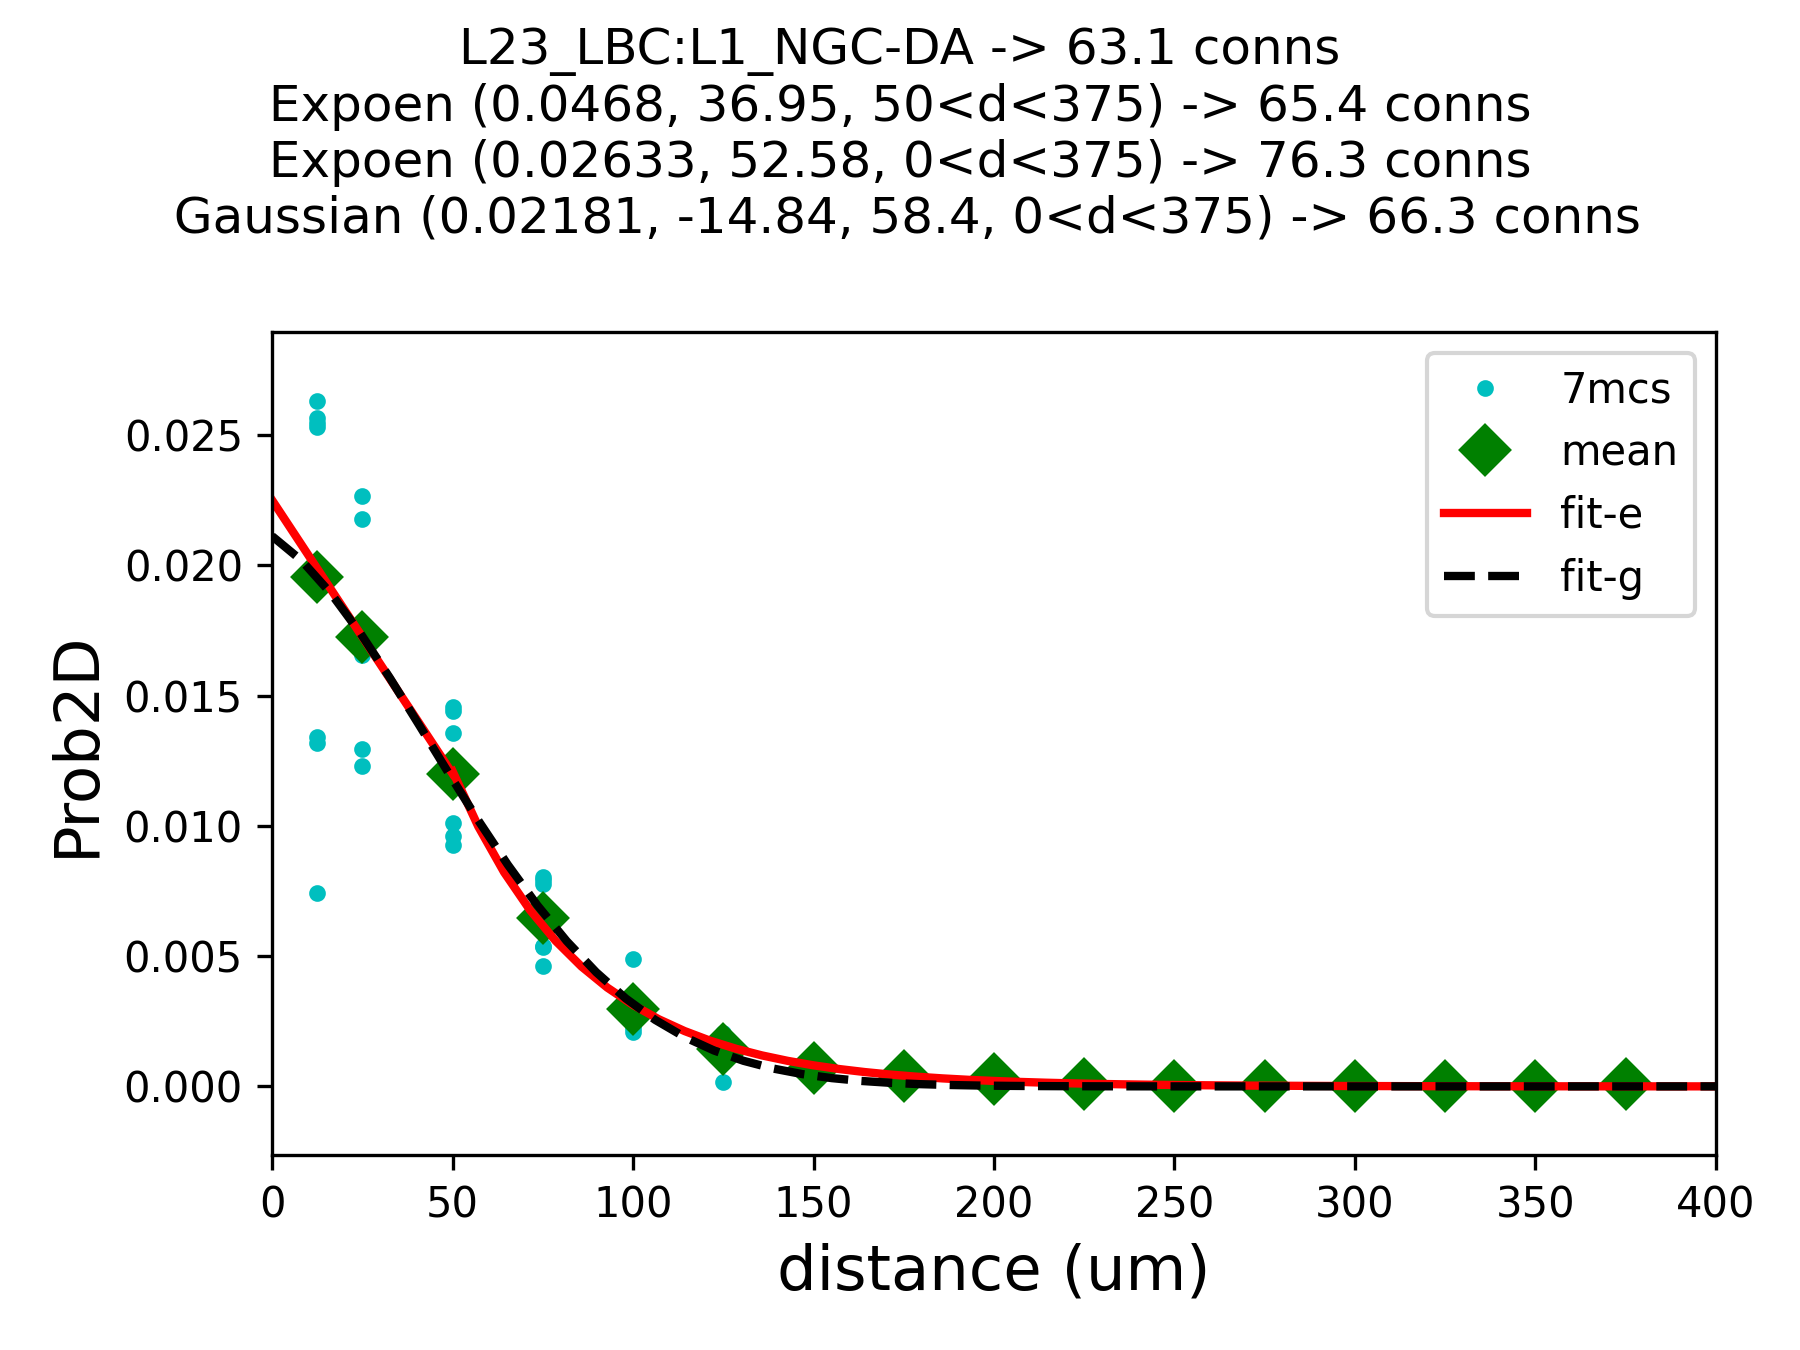 L23_LBC:L1_NGC-DA -> 63.1 conns
Expoen (0.0468, 36.95, 50<d<375) -> 65.4 conns
Expoen (0.02633, 52.58, 0<d<375) -> 76.3 conns
Gaussian (0.02181, -14.84, 58.4, 0<d<375) -> 66.3 conns
7mcs
mean
fit-e
fit-g
Prob2D
0.025
0.020
0.015
0.010
0.005
0.000
0 50 100 150 200 250 300 350 400
distance (um)